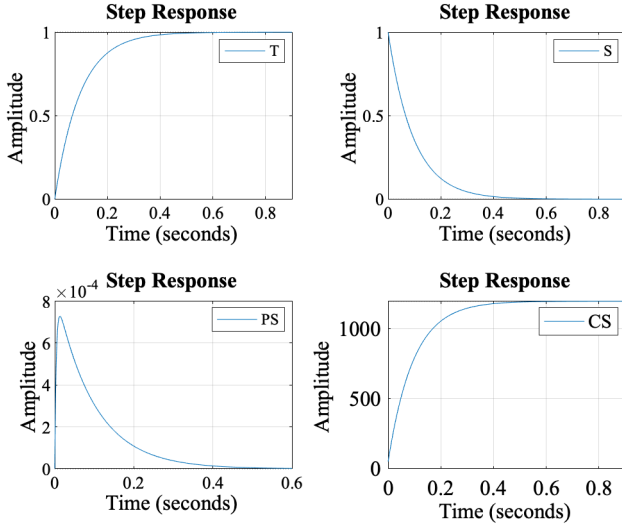 Step Response
1
T
Amplitude
0.5
0
0 0.2 0.4 0.6 0.8
Time (seconds)
Step Response
1
S
Amplitude
0.5
0
0 0.2 0.4 0.6 0.8
Time (seconds)
Step Response
×10⁻⁴
8
PS
6
Amplitude
4
2
0
0 0.2 0.4 0.6
Time (seconds)
Step Response
CS
1000
Amplitude
500
0
0 0.2 0.4 0.6 0.8
Time (seconds)